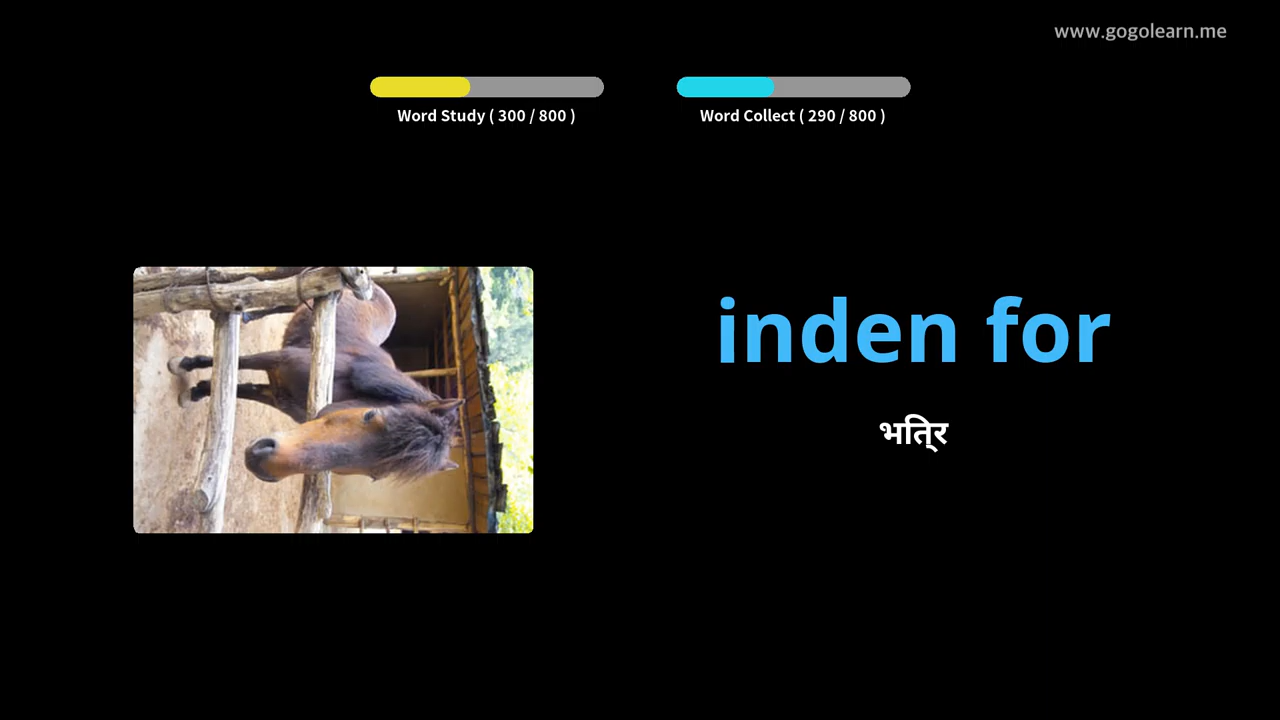 www.gogolearn.me
Word Study ( 300 / 800 )
Word Collect ( 290 / 800 )
inden for
भित्र